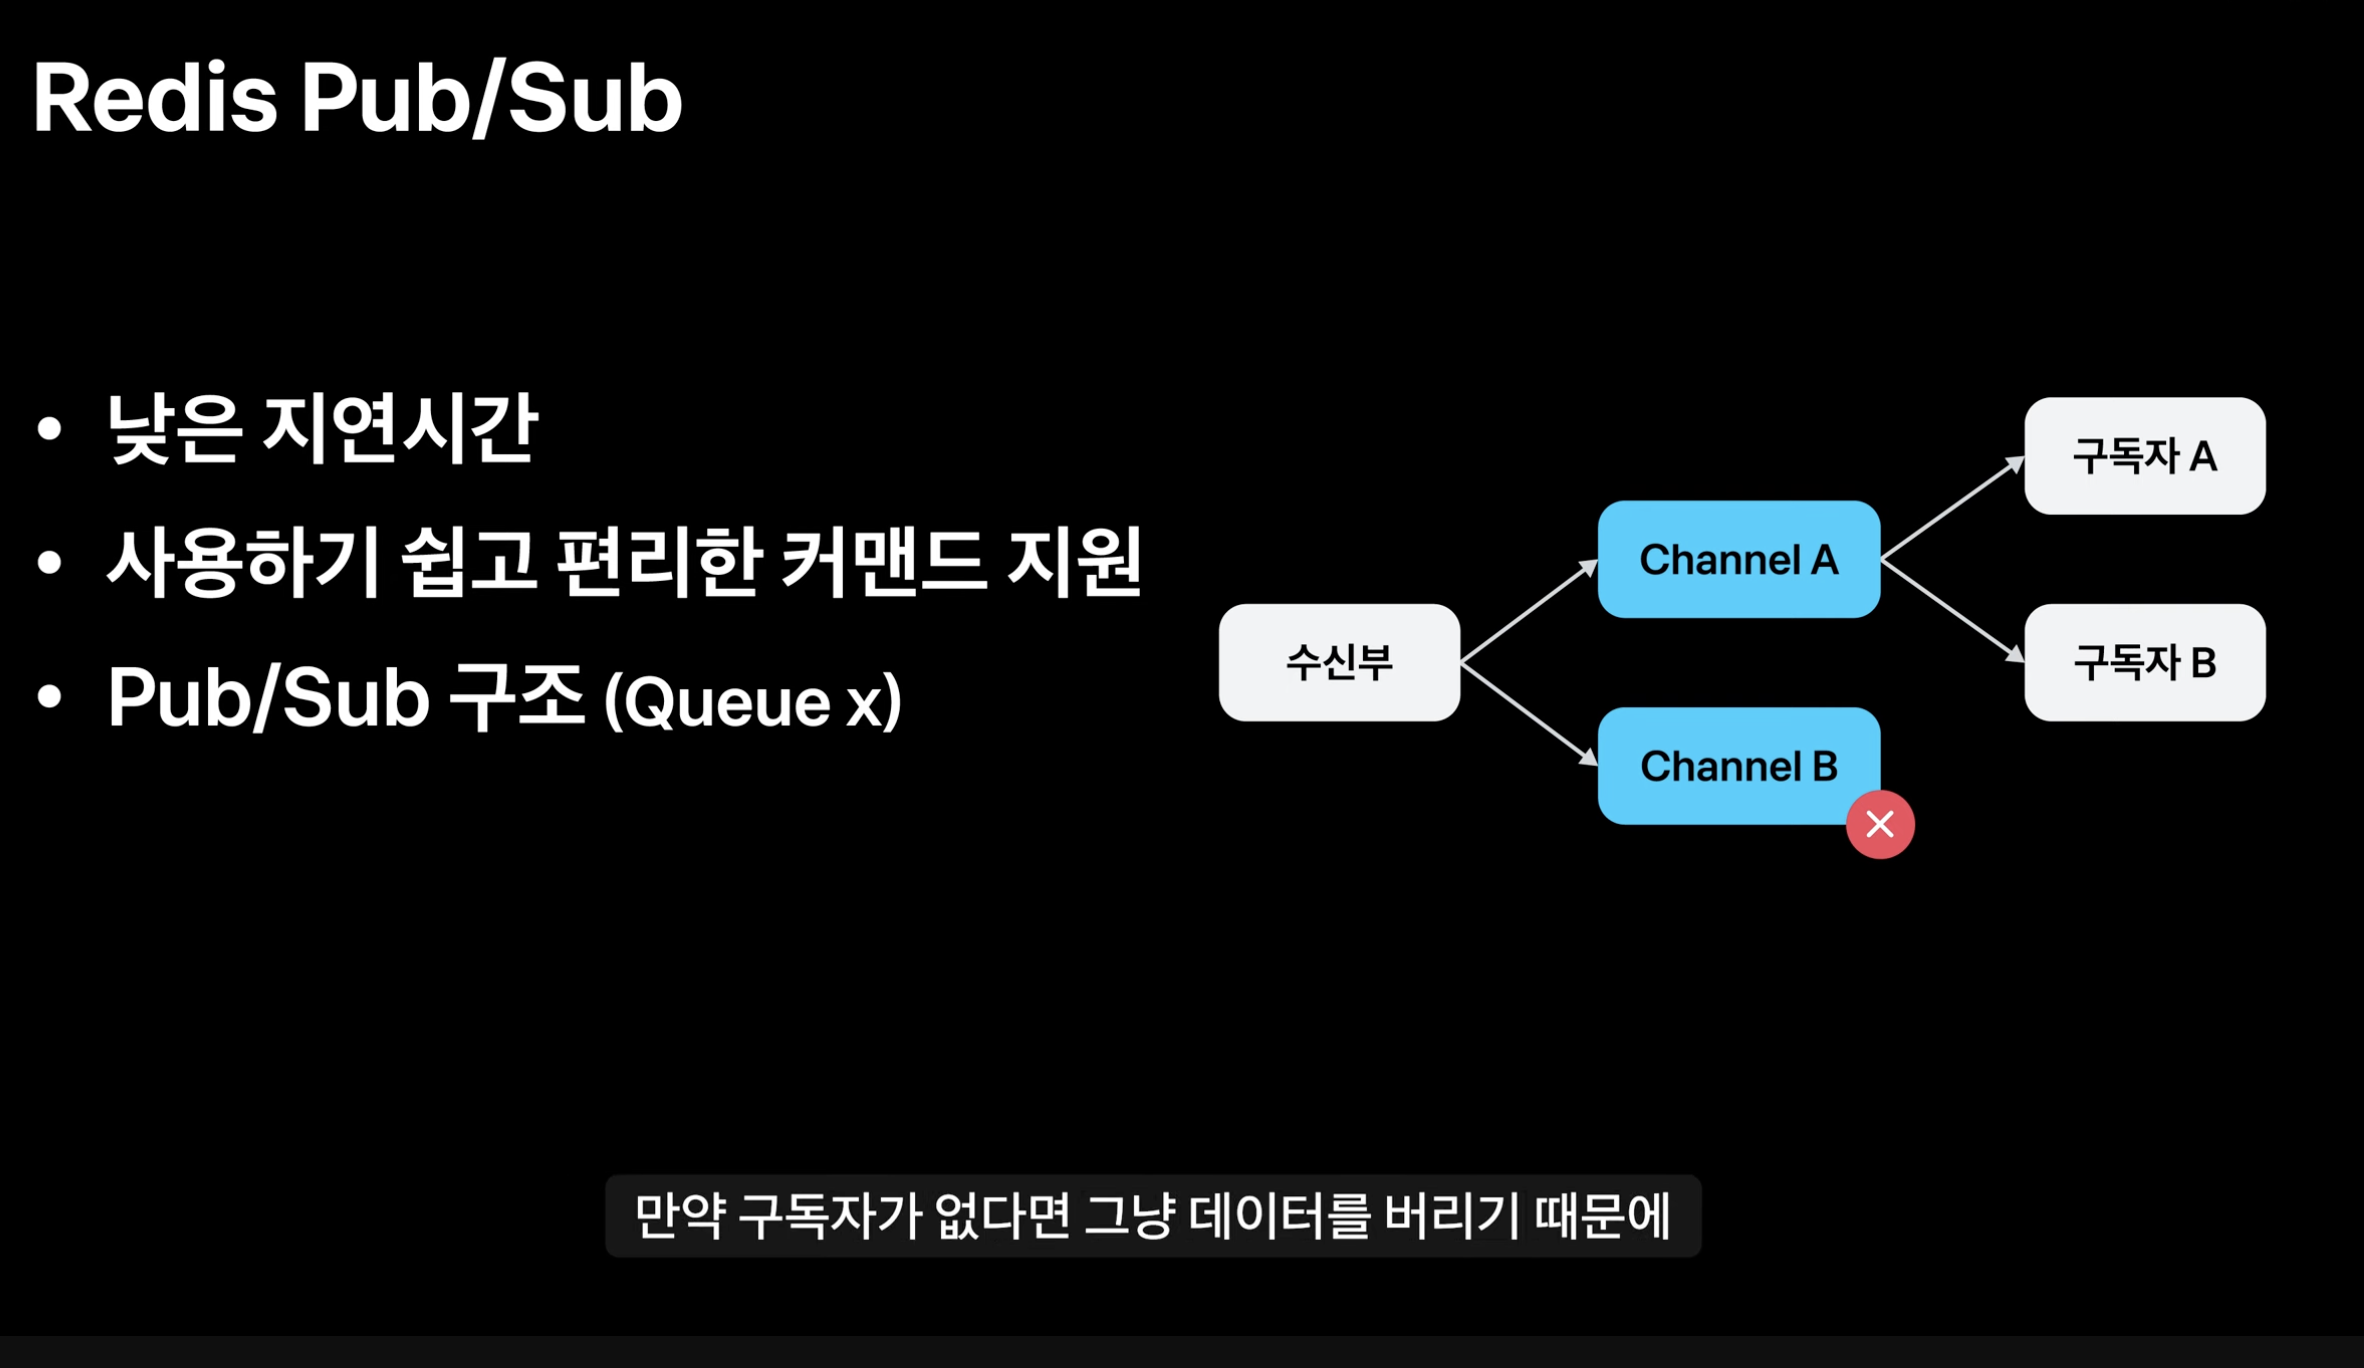 Redis Pub/Sub
• 낮은 지연시간
• 사용하기 쉽고 편리한 커맨드 지원
• Pub/Sub 구조 (Queue x)
수신부
Channel A
Channel B
구독자 A
구독자 B
만약 구독자가 없다면 그냥 데이터를 버리기 때문에